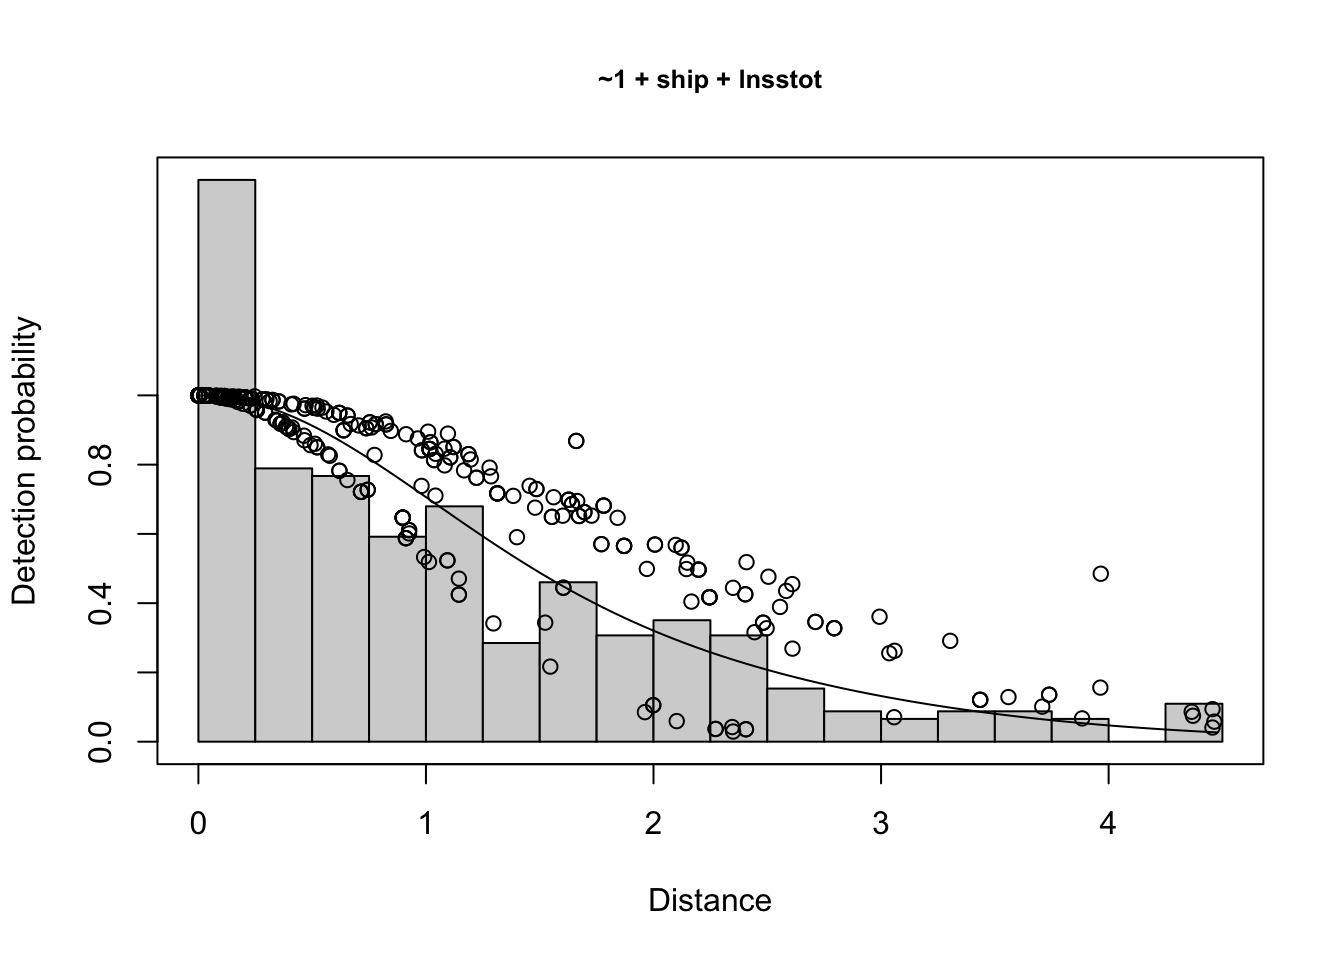 ~1 + ship + lnsstot
Detection probability
0.8
0.4
0.0
0 1 2 3 4
Distance